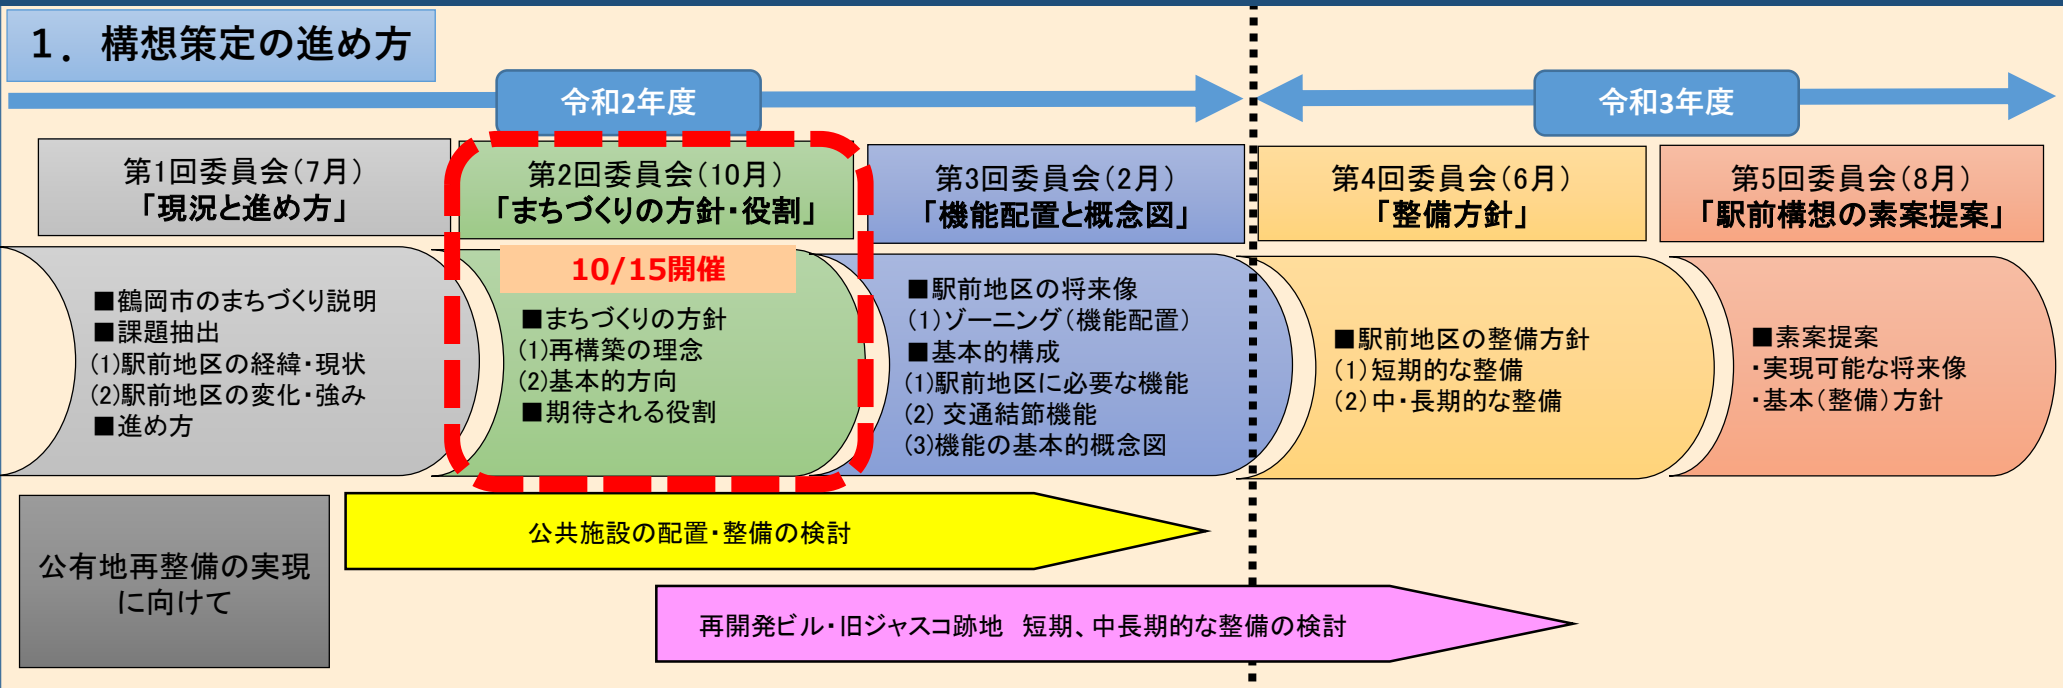 １．構想策定の進め方
令和2年度
令和3年度
第1回委員会（7月）
「現況と進め方」
第2回委員会（10月）
「まちづくりの方針・役割」
第3回委員会（2月）
「機能配置と概念図」
第4回委員会（6月）
「整備方針」
第5回委員会（8月）
「駅前構想の素案提案」
■鶴岡市のまちづくり説明
■課題抽出
(1)駅前地区の経緯・現状
(2)駅前地区の変化・強み
■進め方
10/15開催
■まちづくりの方針
(1)再構築の理念
(2)基本的方向
■期待される役割
■駅前地区の将来像
(1)ゾーニング（機能配置）
■基本的構成
(1)駅前地区に必要な機能
(2) 交通結節機能
(3)機能の基本的概念図
■駅前地区の整備方針
(1)短期的な整備
(2)中・長期的な整備
■素案提案
・実現可能な将来像
・基本（整備）方針
公有地再整備の実現
に向けて
公共施設の配置・整備の検討
再開発ビル・旧ジャスコ跡地　短期、中長期的な整備の検討